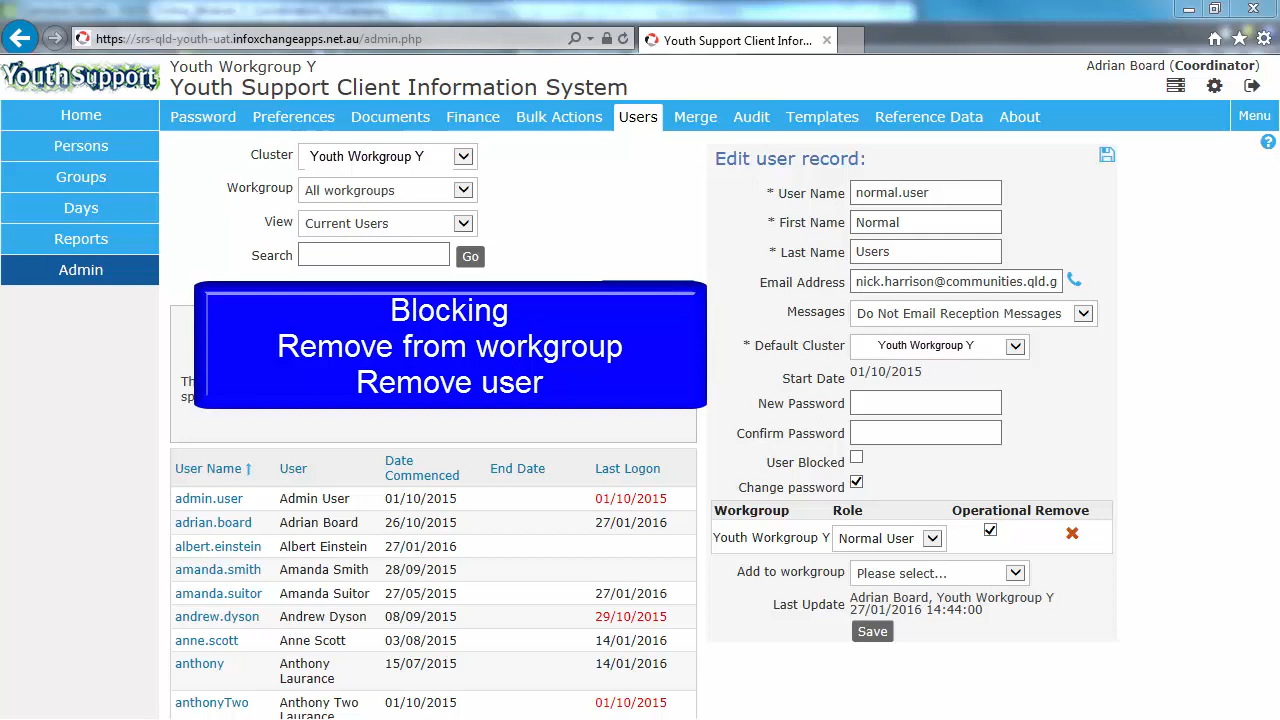 https://srs-qld-youth-uat.infoxchangeapps.net.au/admin.php
Youth Support Client Infor...
YouthSupport
Youth Workgroup Y
Youth Support Client Information System
Adrian Board (Coordinator)
Home
Persons
Groups
Days
Reports
Admin
Password Preferences Documents Finance Bulk Actions Users Merge Audit Templates Reference Data About
Menu
Cluster Youth Workgroup Y
Workgroup All workgroups
View Current Users
Search Go
Blocking
Remove from workgroup
Remove user
Th
sp
User Name User Date Commenced End Date Last Logon
admin.user Admin User 01/10/2015 01/10/2015
adrian.board Adrian Board 26/10/2015 27/01/2016
albert.einstein Albert Einstein 27/01/2016
amanda.smith Amanda Smith 28/09/2015
amanda.suitor Amanda Suitor 27/05/2015 27/01/2016
andrew.dyson Andrew Dyson 08/09/2015 29/10/2015
anne.scott Anne Scott 03/08/2015 14/01/2016
anthony Anthony Laurance 15/07/2015 14/01/2016
anthonyTwo Anthony Two Laurance 01/10/2015 01/10/2015
Edit user record:
* User Name normal.user
* First Name Normal
* Last Name Users
Email Address nick.harrison@communities.qld.g
Messages Do Not Email Reception Messages
* Default Cluster Youth Workgroup Y
Start Date 01/10/2015
New Password
Confirm Password
User Blocked
Change password
Workgroup Role Operational Remove
Youth Workgroup Y Normal User
Add to workgroup Please select...
Last Update Adrian Board, Youth Workgroup Y
27/01/2016 14:44:00
Save